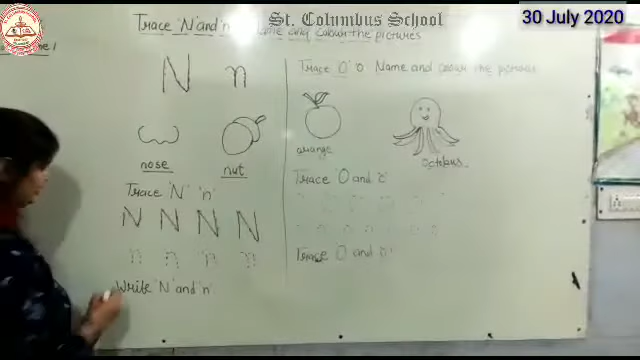 St. Columbus School
30 July 2020
Trace 'N' and 'n' Name and colour the pictures
N n
nose
nut
Trace 'N' 'n'
N N N N
n n n n
Write 'N' and 'n'
Trace 'O' 'o' Name and colour the pictures
orange
octobus
Trace 'O and 'o'
Trace O and